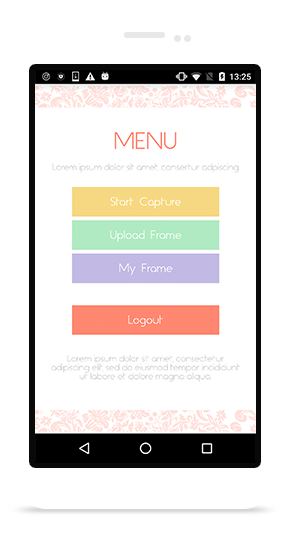 13:25
MENU
Lorem ipsum dolor sit amet, consertur adipiscing.
Start Capture
Upload Frame
My Frame
Logout
Lorem ipsum dolor sit amet, consectetur
adipiscing elit, sed do eiusmod tempor incididunt
ut labore et dolore magna aliqua.